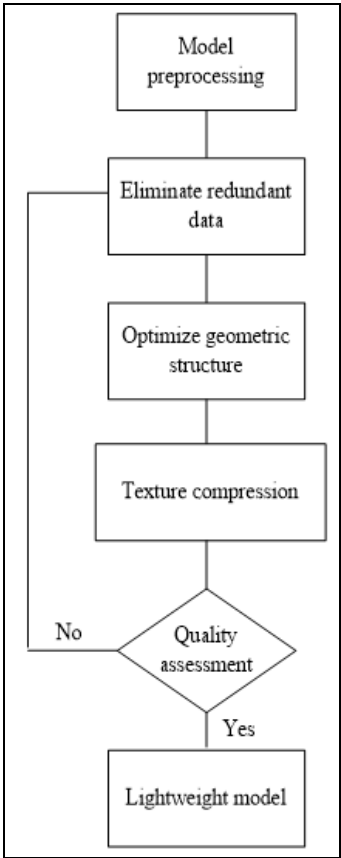 Model
preprocessing
Eliminate redundant
data
Optimize geometric
structure
Texture compression
Quality
assessment
No
Yes
Lightweight model